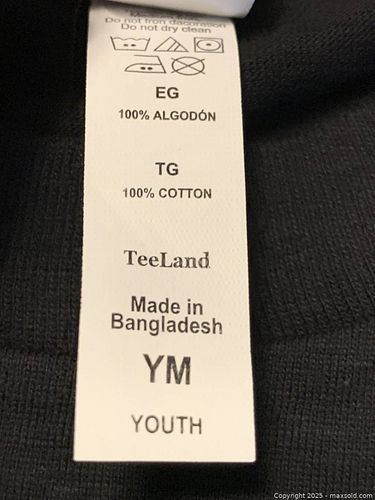 Do not iron dacoration
Do not dry clean
EG
100% ALGODÓN
TG
100% COTTON
TeeLand
Made in
Bangladesh
YM
YOUTH
Copyright 2025 - maxsold.com